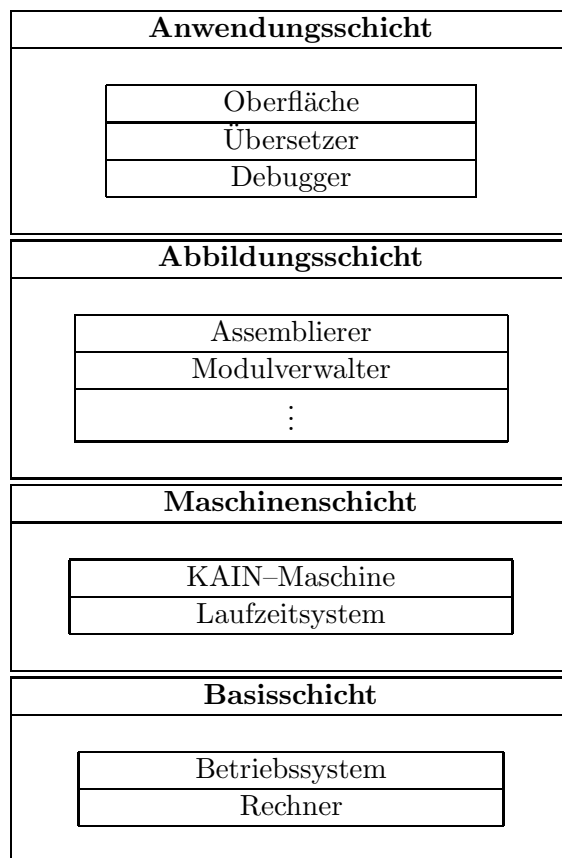 Anwendungsschicht
Oberfläche
Übersetzer
Debugger
Abbildungsschicht
Assemblierer
Modulverwalter
⋮
Maschinenschicht
KAIN–Maschine
Laufzeitsystem
Basisschicht
Betriebssystem
Rechner